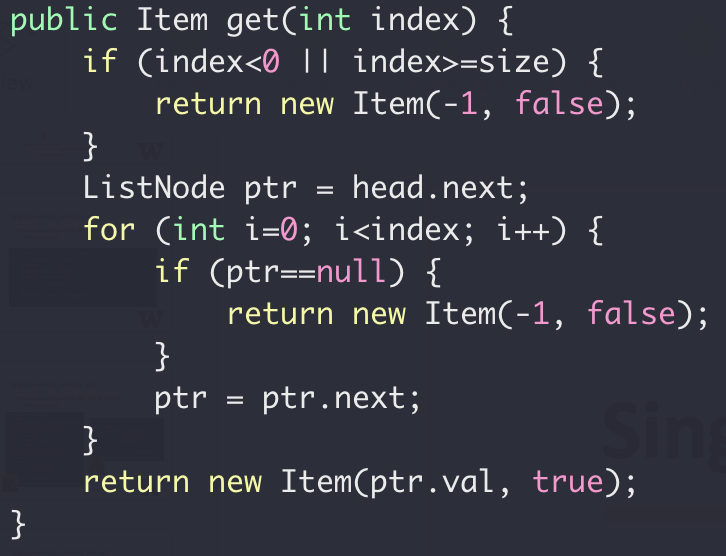 public Item get(int index) {
    if (index<0 || index>=size) {
        return new Item(-1, false);
    }
    ListNode ptr = head.next;
    for (int i=0; i<index; i++) {
        if (ptr==null) {
            return new Item(-1, false);
        }
        ptr = ptr.next;
    }
    return new Item(ptr.val, true);
}
Sing